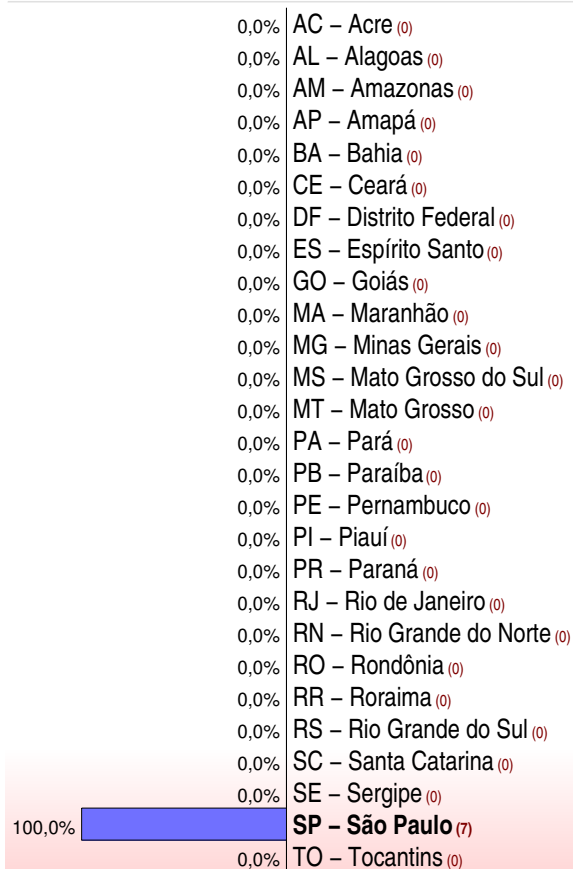 0,0% AC – Acre (0)
0,0% AL – Alagoas (0)
0,0% AM – Amazonas (0)
0,0% AP – Amapá (0)
0,0% BA – Bahia (0)
0,0% CE – Ceará (0)
0,0% DF – Distrito Federal (0)
0,0% ES – Espírito Santo (0)
0,0% GO – Goiás (0)
0,0% MA – Maranhão (0)
0,0% MG – Minas Gerais (0)
0,0% MS – Mato Grosso do Sul (0)
0,0% MT – Mato Grosso (0)
0,0% PA – Pará (0)
0,0% PB – Paraíba (0)
0,0% PE – Pernambuco (0)
0,0% PI – Piauí (0)
0,0% PR – Paraná (0)
0,0% RJ – Rio de Janeiro (0)
0,0% RN – Rio Grande do Norte (0)
0,0% RO – Rondônia (0)
0,0% RR – Roraima (0)
0,0% RS – Rio Grande do Sul (0)
0,0% SC – Santa Catarina (0)
0,0% SE – Sergipe (0)
100,0% SP – São Paulo (7)
0,0% TO – Tocantins (0)